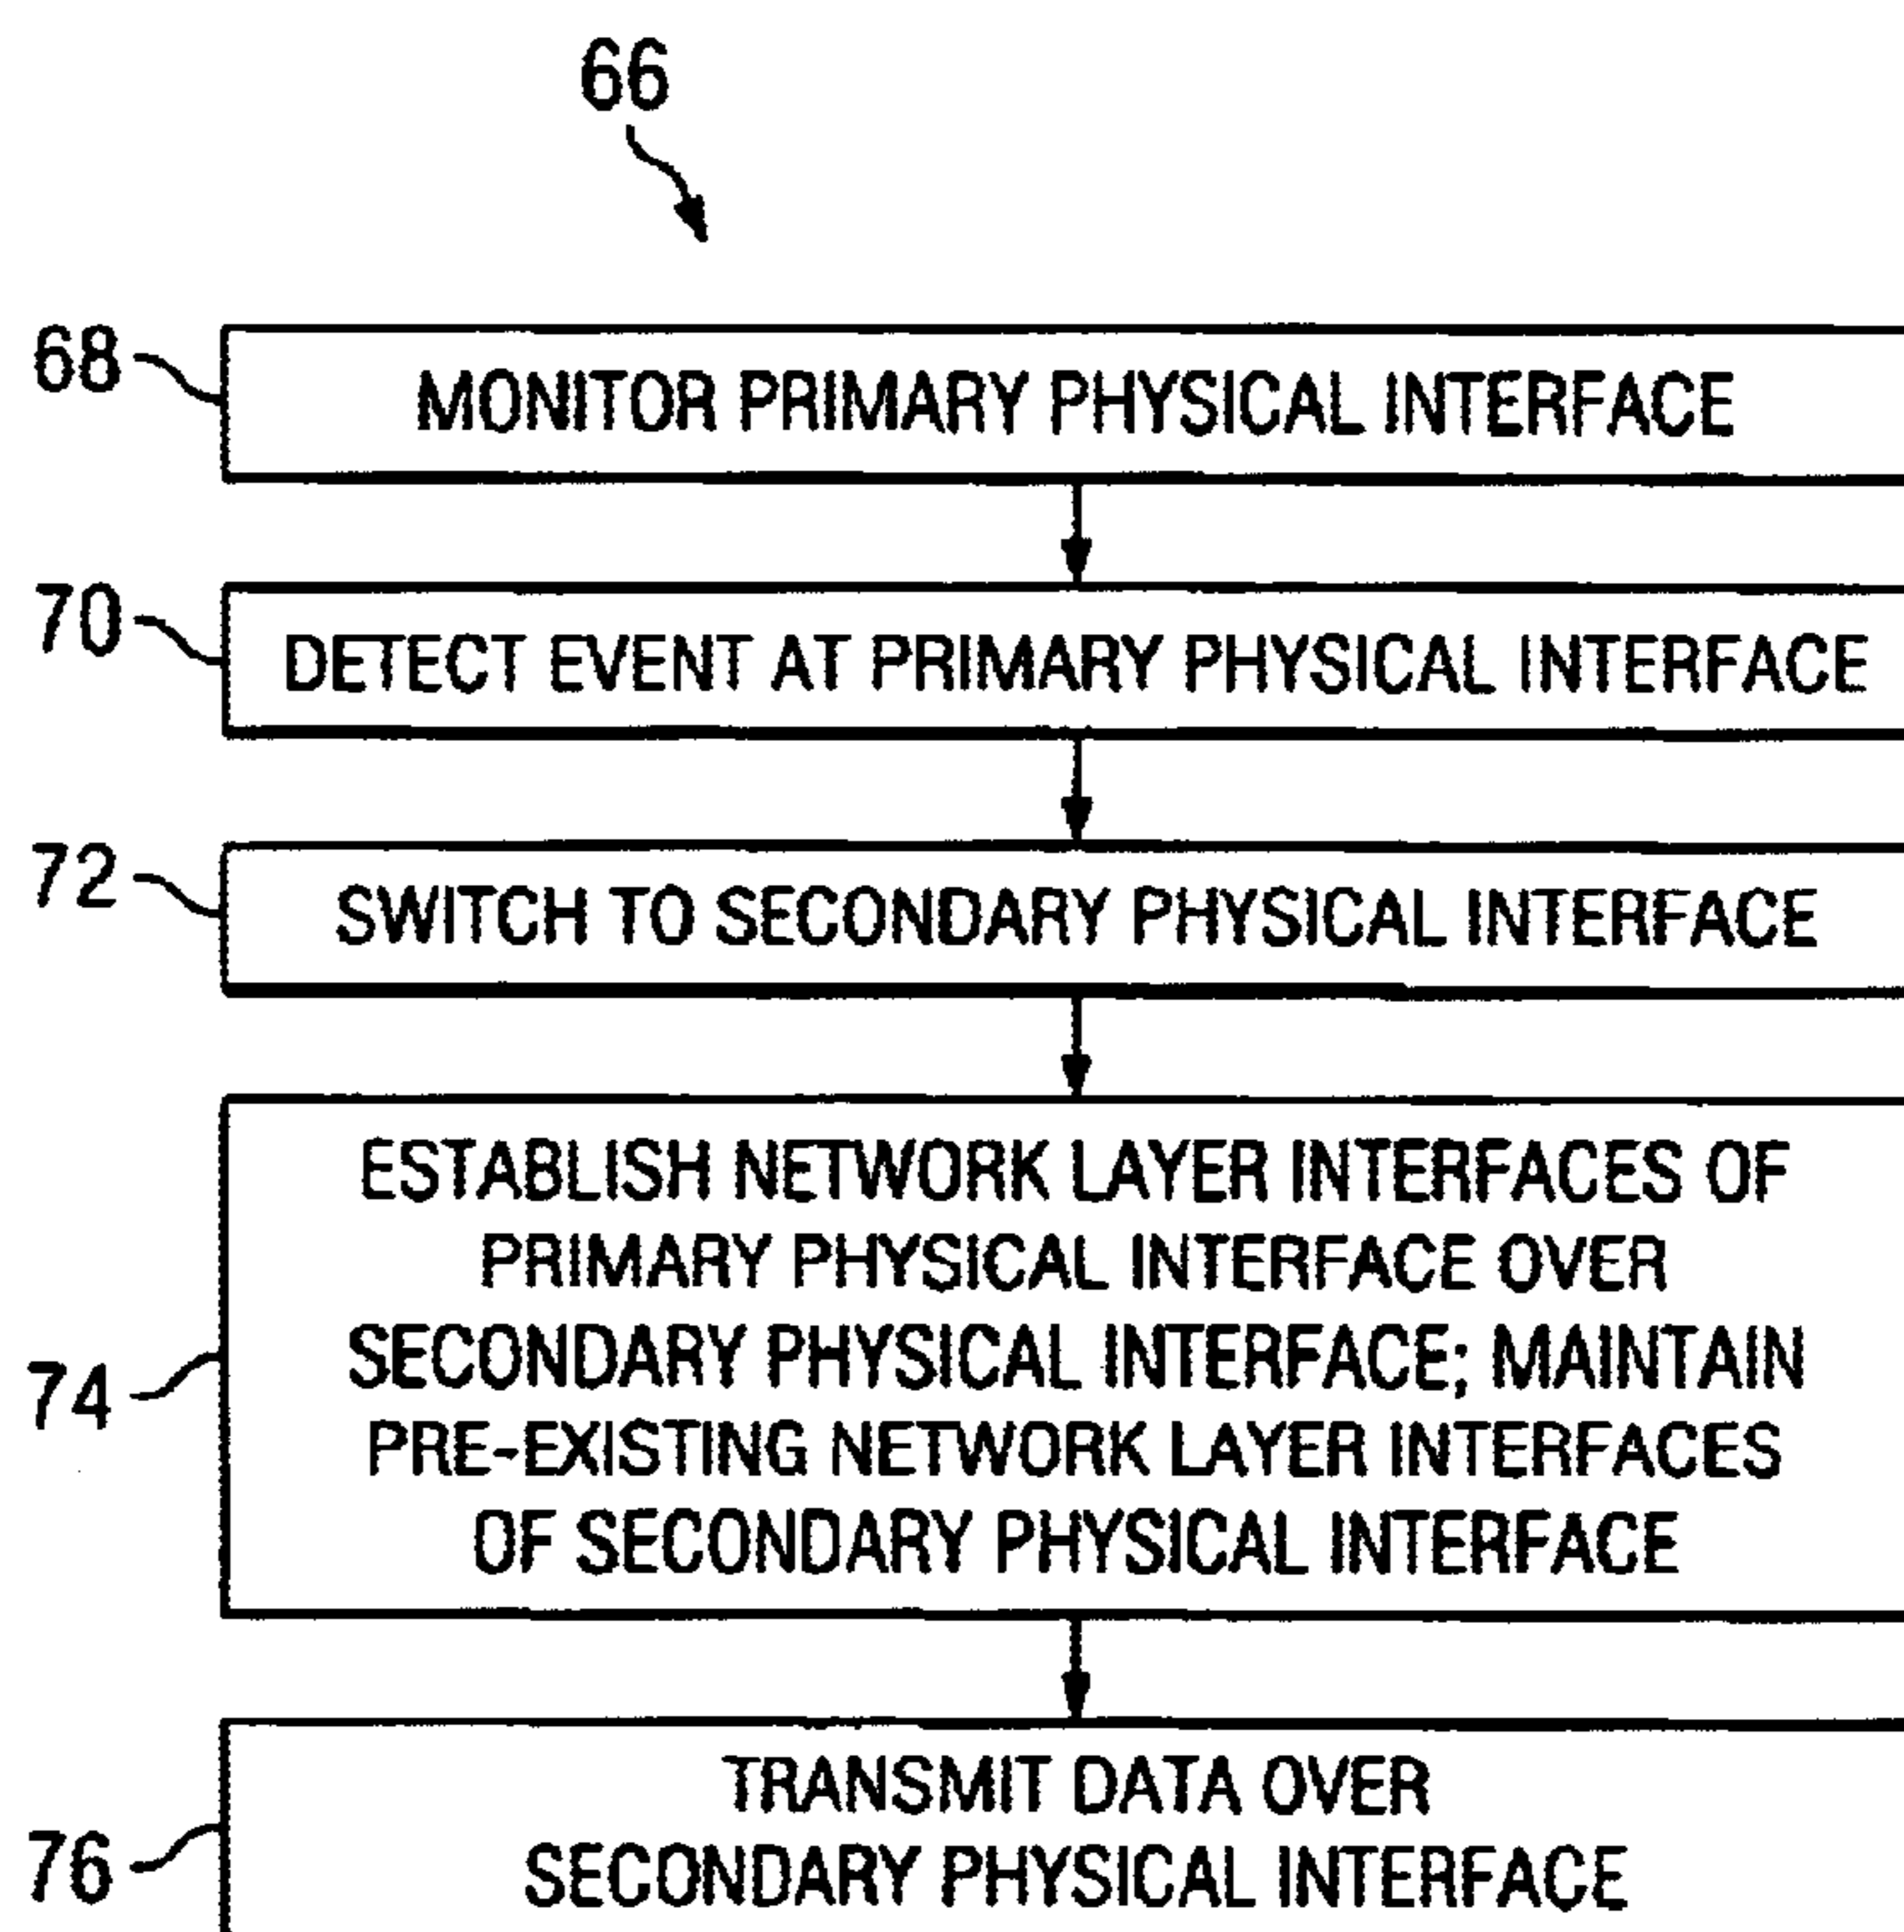 66
68
MONITOR PRIMARY PHYSICAL INTERFACE
70
DETECT EVENT AT PRIMARY PHYSICAL INTERFACE
72
SWITCH TO SECONDARY PHYSICAL INTERFACE
74
ESTABLISH NETWORK LAYER INTERFACES OF
PRIMARY PHYSICAL INTERFACE OVER
SECONDARY PHYSICAL INTERFACE; MAINTAIN
PRE-EXISTING NETWORK LAYER INTERFACES
OF SECONDARY PHYSICAL INTERFACE
76
TRANSMIT DATA OVER
SECONDARY PHYSICAL INTERFACE